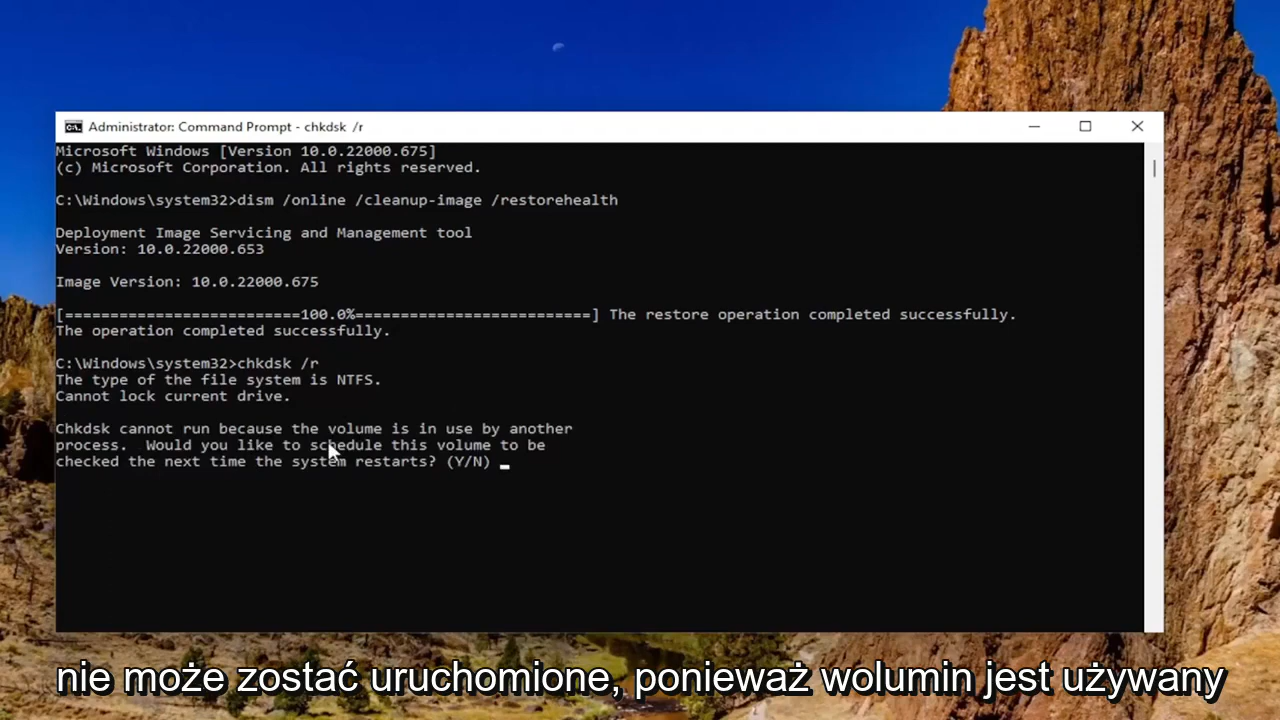 Administrator: Command Prompt - chkdsk /r
Microsoft Windows [Version 10.0.22000.675]
(c) Microsoft Corporation. All rights reserved.
C:\Windows\system32>dism /online /cleanup-image /restorehealth
Deployment Image Servicing and Management tool
Version: 10.0.22000.653
Image Version: 10.0.22000.675
[==========================100.0%==========================] The restore operation completed successfully.
The operation completed successfully.
C:\Windows\system32>chkdsk /r
The type of the file system is NTFS.
Cannot lock current drive.
Chkdsk cannot run because the volume is in use by another
process.  Would you like to schedule this volume to be
checked the next time the system restarts? (Y/N)
nie może zostać uruchomione, ponieważ wolumin jest używany